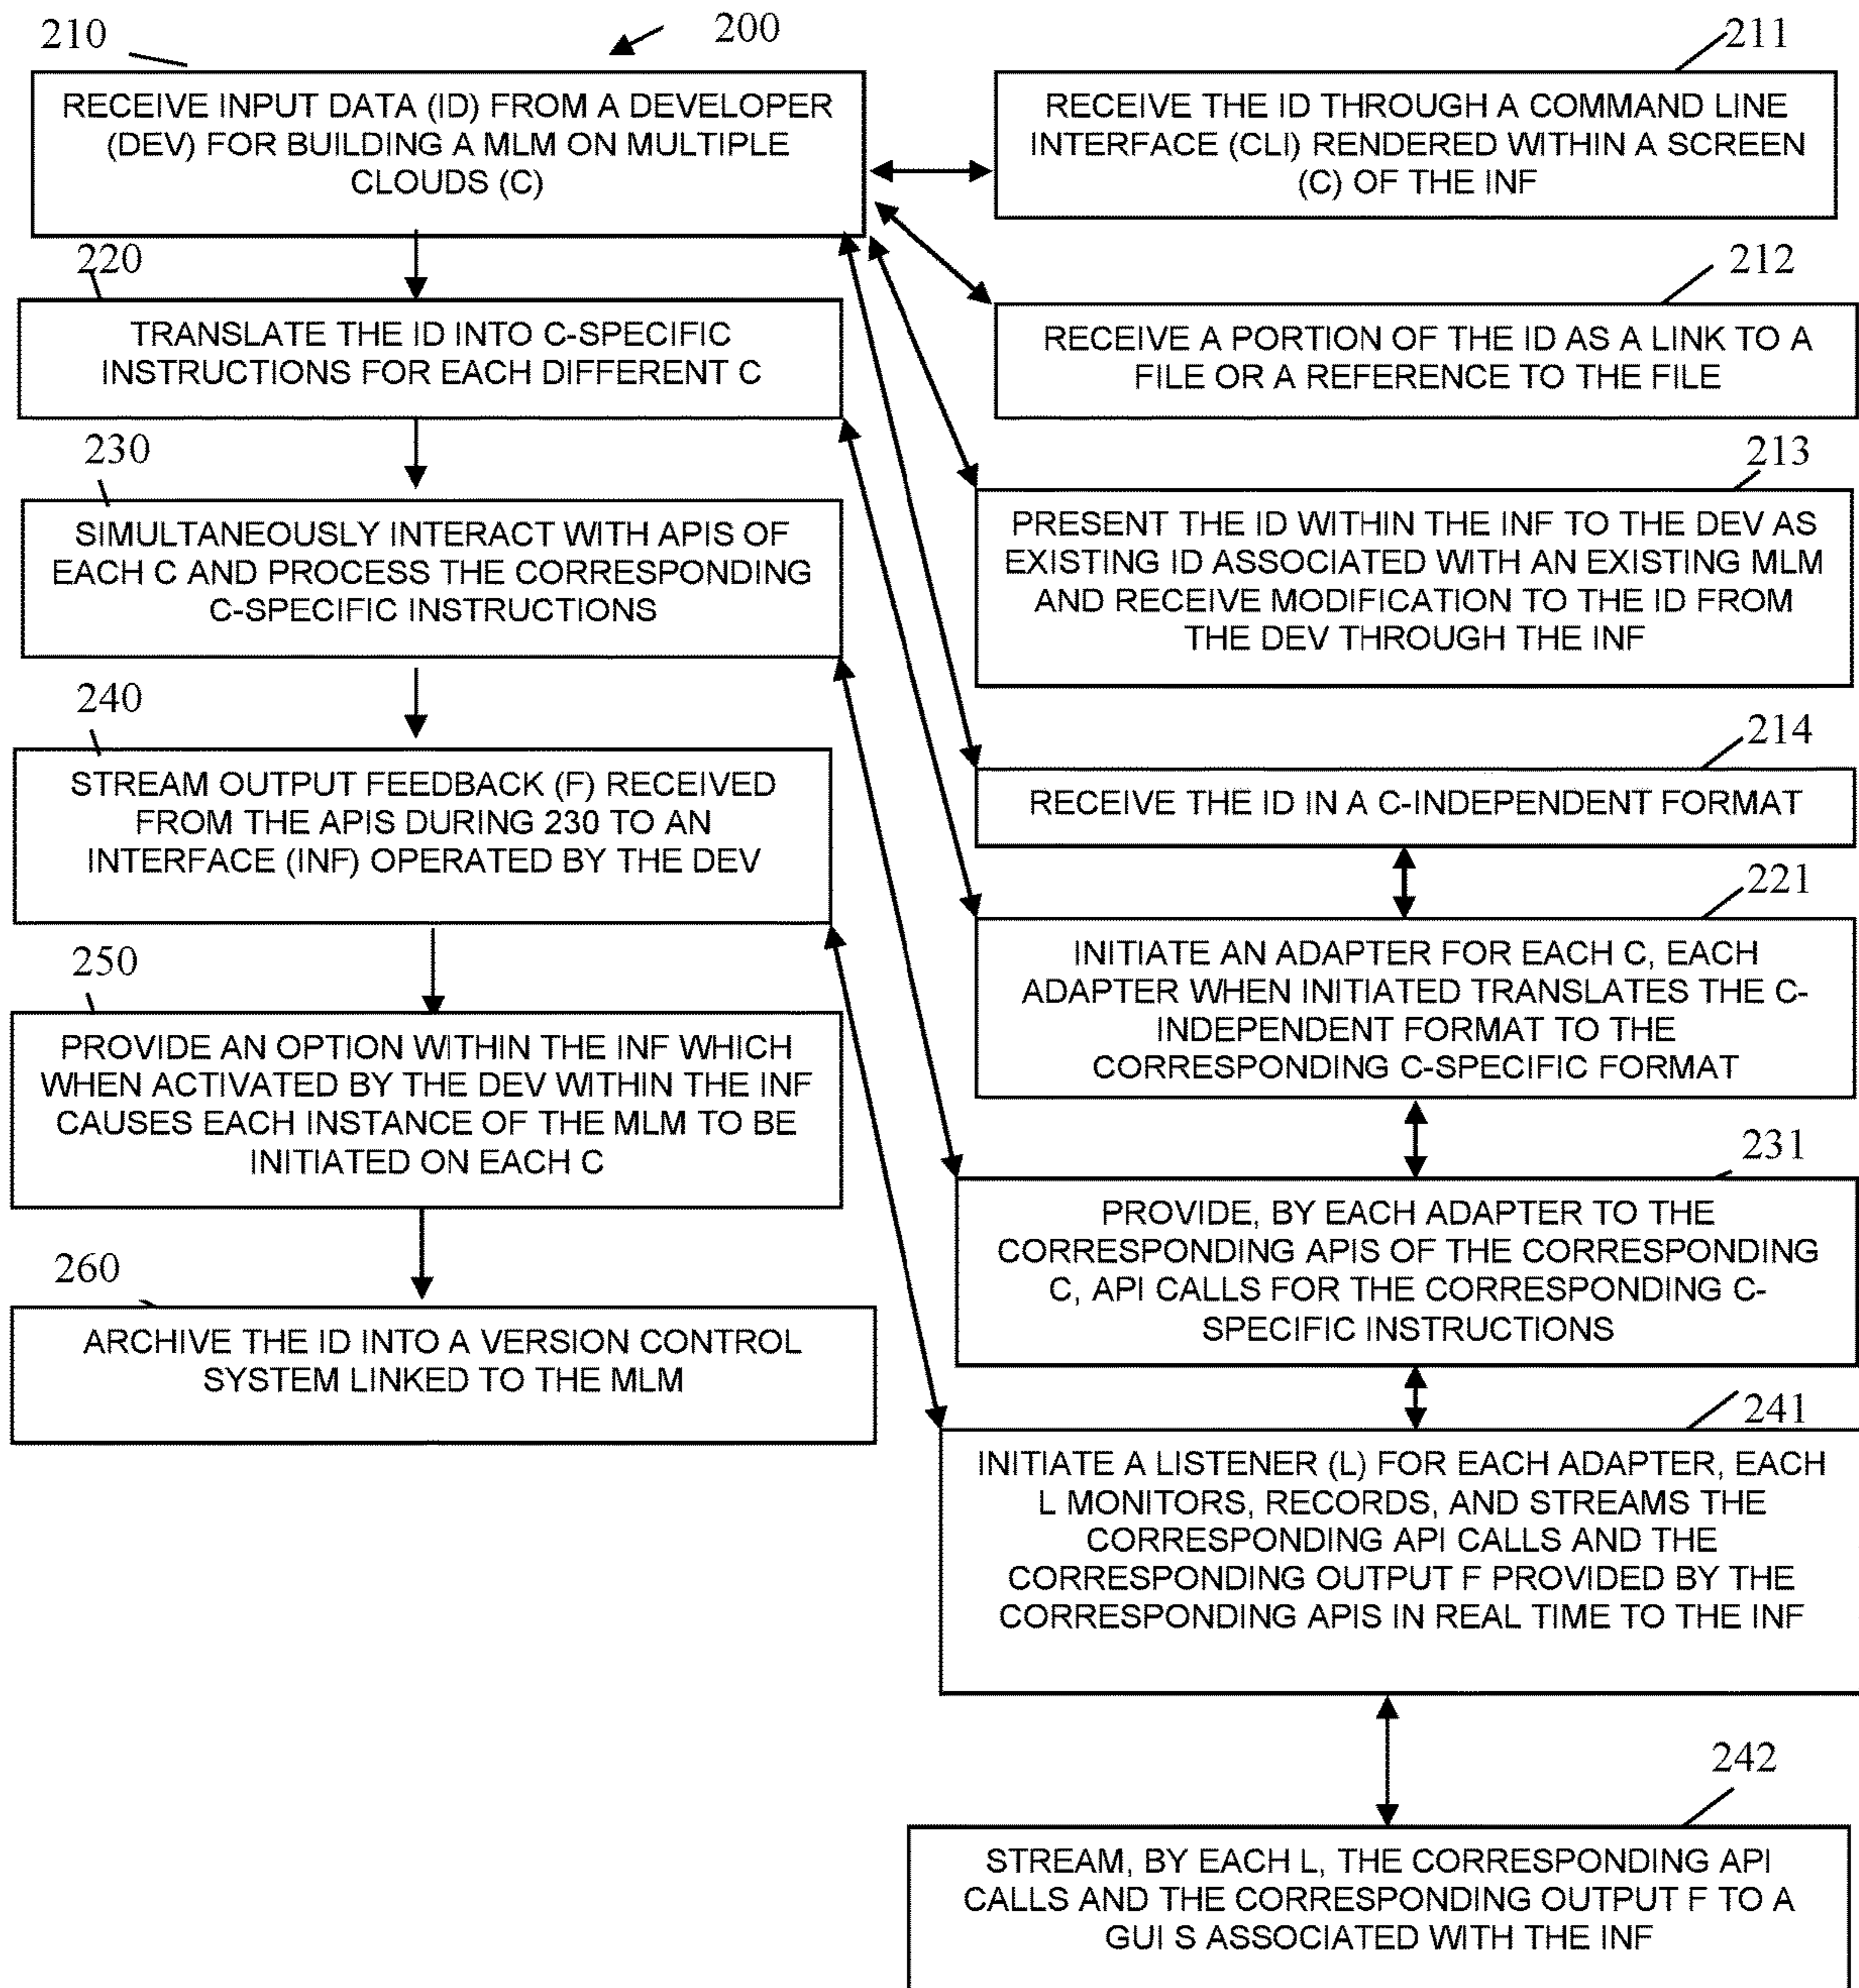 200
210
RECEIVE INPUT DATA (ID) FROM A DEVELOPER
(DEV) FOR BUILDING A MLM ON MULTIPLE
CLOUDS (C)
220
TRANSLATE THE ID INTO C-SPECIFIC
INSTRUCTIONS FOR EACH DIFFERENT C
230
SIMULTANEOUSLY INTERACT WITH APIS OF
EACH C AND PROCESS THE CORRESPONDING
C-SPECIFIC INSTRUCTIONS
240
STREAM OUTPUT FEEDBACK (F) RECEIVED
FROM THE APIS DURING 230 TO AN
INTERFACE (INF) OPERATED BY THE DEV
250
PROVIDE AN OPTION WITHIN THE INF WHICH
WHEN ACTIVATED BY THE DEV WITHIN THE INF
CAUSES EACH INSTANCE OF THE MLM TO BE
INITIATED ON EACH C
260
ARCHIVE THE ID INTO A VERSION CONTROL
SYSTEM LINKED TO THE MLM
211
RECEIVE THE ID THROUGH A COMMAND LINE
INTERFACE (CLI) RENDERED WITHIN A SCREEN
(C) OF THE INF
212
RECEIVE A PORTION OF THE ID AS A LINK TO A
FILE OR A REFERENCE TO THE FILE
213
PRESENT THE ID WITHIN THE INF TO THE DEV AS
EXISTING ID ASSOCIATED WITH AN EXISTING MLM
AND RECEIVE MODIFICATION TO THE ID FROM
THE DEV THROUGH THE INF
214
RECEIVE THE ID IN A C-INDEPENDENT FORMAT
221
INITIATE AN ADAPTER FOR EACH C, EACH
ADAPTER WHEN INITIATED TRANSLATES THE C-
INDEPENDENT FORMAT TO THE
CORRESPONDING C-SPECIFIC FORMAT
231
PROVIDE, BY EACH ADAPTER TO THE
CORRESPONDING APIS OF THE CORRESPONDING
C, API CALLS FOR THE CORRESPONDING C-
SPECIFIC INSTRUCTIONS
241
INITIATE A LISTENER (L) FOR EACH ADAPTER, EACH
L MONITORS, RECORDS, AND STREAMS THE
CORRESPONDING API CALLS AND THE
CORRESPONDING OUTPUT F PROVIDED BY THE
CORRESPONDING APIS IN REAL TIME TO THE INF
242
STREAM, BY EACH L, THE CORRESPONDING API
CALLS AND THE CORRESPONDING OUTPUT F TO A
GUI S ASSOCIATED WITH THE INF